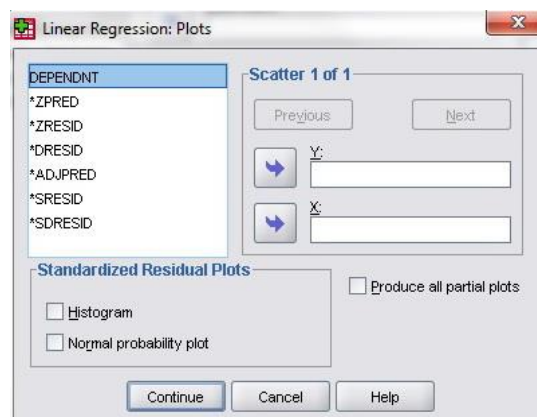 Linear Regression: Plots
DEPENDNT
*ZPRED
*ZRESID
*DRESID
*ADJPRED
*SRESID
*SDRESID
Scatter 1 of 1
Previous
Next
Y:
X:
Standardized Residual Plots
Histogram
Normal probability plot
Produce all partial plots
Continue
Cancel
Help